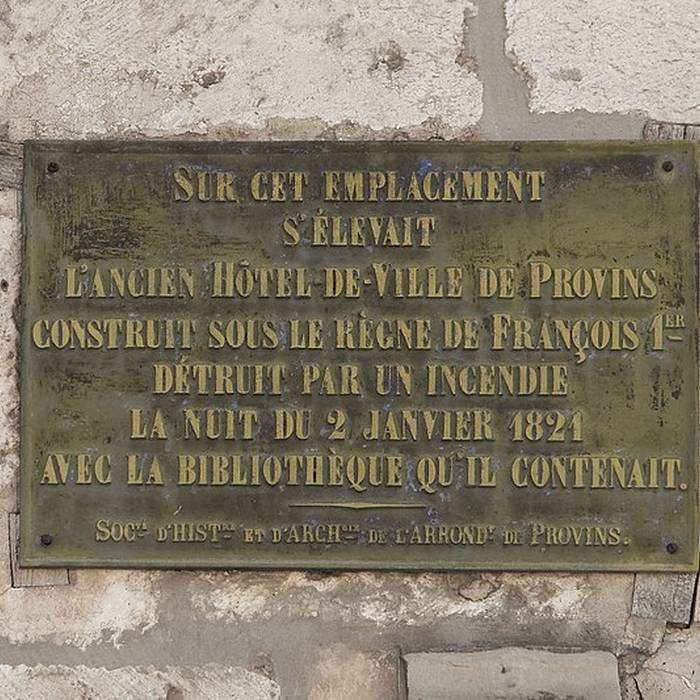 SUR CET EMPLACEMENT
S'ÉLEVAIT
L'ANCIEN HÔTEL-DE-VILLE DE PROVINS
CONSTRUIT SOUS LE RÈGNE DE FRANÇOIS 1ER
DÉTRUIT PAR UN INCENDIE
LA NUIT DU 2 JANVIER 1821
AVEC LA BIBLIOTHÈQUE QU'IL CONTENAIT.
SOCTÉ D'HISTRE ET D'ARCHGIE DE L'ARRONDT DE PROVINS.